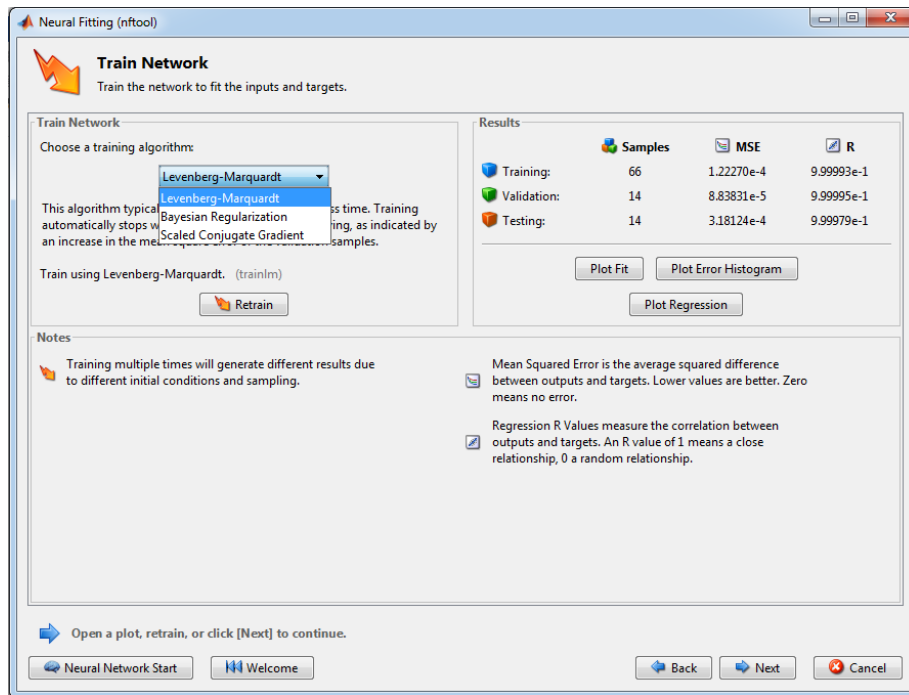 Neural Fitting (nftool)
Train Network
Train the network to fit the inputs and targets.
Train Network
Choose a training algorithm:
Levenberg-Marquardt
Levenberg-Marquardt
Bayesian Regularization
Scaled Conjugate Gradient
This algorithm typical ss time. Training
automatically stops w ring, as indicated by
an increase in the mean samples.
Train using Levenberg-Marquardt. (trainlm)
Retrain
Results
Samples MSE R
Training: 66 1.22270e-4 9.99993e-1
Validation: 14 8.83831e-5 9.99995e-1
Testing: 14 3.18124e-4 9.99979e-1
Plot Fit Plot Error Histogram
Plot Regression
Notes
Training multiple times will generate different results due
to different initial conditions and sampling.
Mean Squared Error is the average squared difference
between outputs and targets. Lower values are better. Zero
means no error.
Regression R Values measure the correlation between
outputs and targets. An R value of 1 means a close
relationship, 0 a random relationship.
Open a plot, retrain, or click [Next] to continue.
Neural Network Start Welcome Back Next Cancel